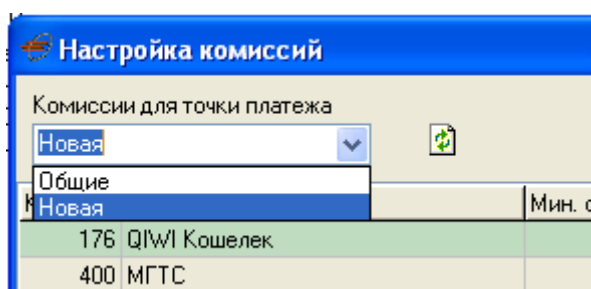 Настройка комиссий
Комиссии для точки платежа
Новая
Общие
Новая
Мин.
176 QIWI Кошелек
400 МГТС